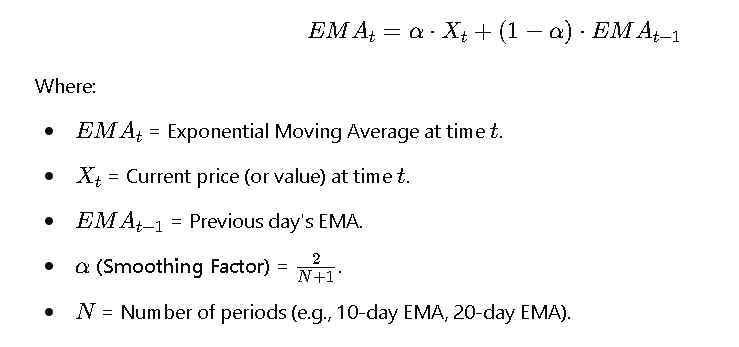 $EMA_t = \alpha \cdot X_t + (1 - \alpha) \cdot EMA_{t-1}$
Where:
• $EMA_t$ = Exponential Moving Average at time $t$.
• $X_t$ = Current price (or value) at time $t$.
• $EMA_{t-1}$ = Previous day's EMA.
• $\alpha$ (Smoothing Factor) = $\frac{2}{N+1}$.
• $N$ = Number of periods (e.g., 10-day EMA, 20-day EMA).